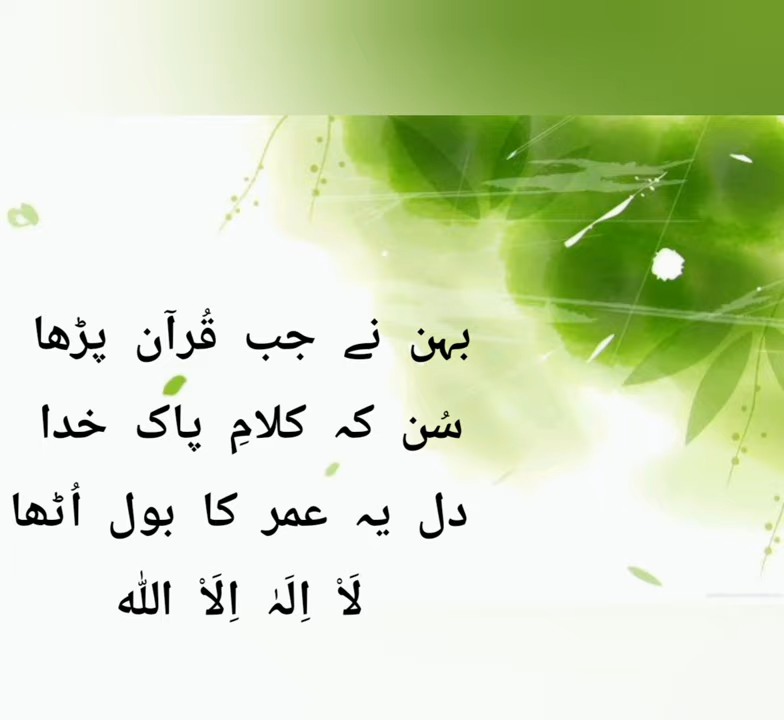 بہن نے جب قُرآن پڑھا
سُن کہ کلامِ پاک خدا
دل یہ عمر کا بول اُٹھا
لَاْ اِلَہٰ اِلَاْ اللّٰہ